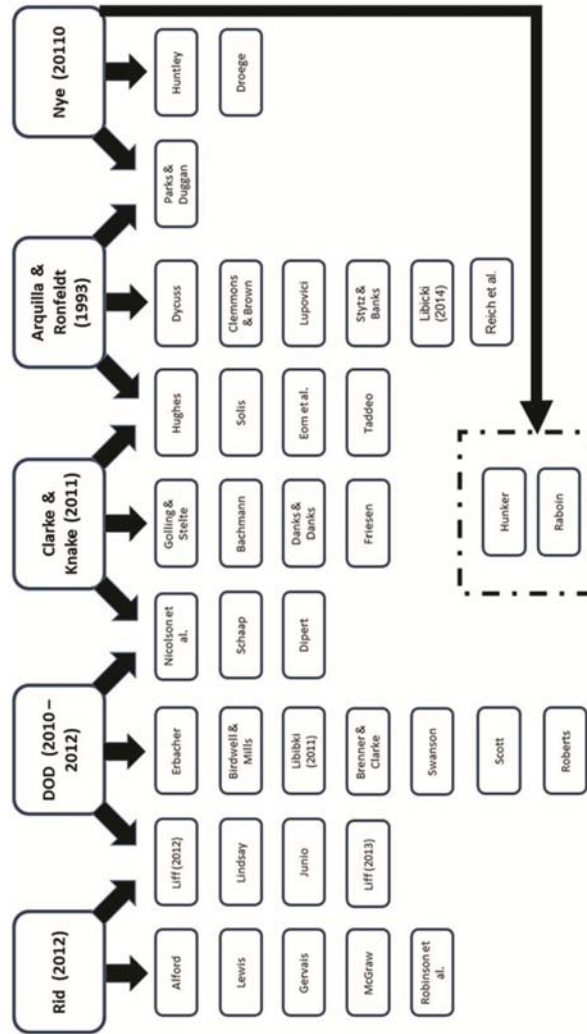 Rid (2012)
DOD (2010–
2012)
Clarke &
Knake (2011)
Arquilla &
Ronfeldt
(1993)
Nye (20110
Alford
Lewis
Gervais
McGraw
Robinson et
al.
Liff (2012)
Lindsay
Junio
Liff (2013)
Erbacher
Birdwell &
Mills
Libibki
(2011)
Brenner &
Clarke
Swanson
Scott
Roberts
Nicolson et
al.
Schaap
Dipert
Golling &
Stelte
Bachmann
Danks &
Danks
Friesen
Hughes
Solis
Eom et al.
Taddeo
Dycuss
Clemmons
& Brown
Lupovici
Stytz &
Banks
Libicki
(2014)
Reich et al.
Parks &
Duggan
Huntley
Droege
Hunker
Raboin